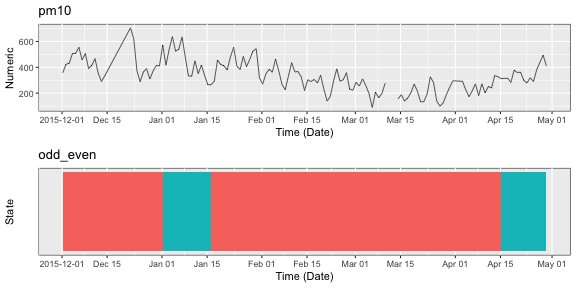 pm10
600
400
200
Numeric
2015-12-01 Dec 15 Jan 01 Jan 15 Feb 01 Feb 15 Mar 01 Mar 15 Apr 01 Apr 15 May 01
Time (Date)
odd_even
State
2015-12-01 Dec 15 Jan 01 Jan 15 Feb 01 Feb 15 Mar 01 Mar 15 Apr 01 Apr 15 May 01
Time (Date)